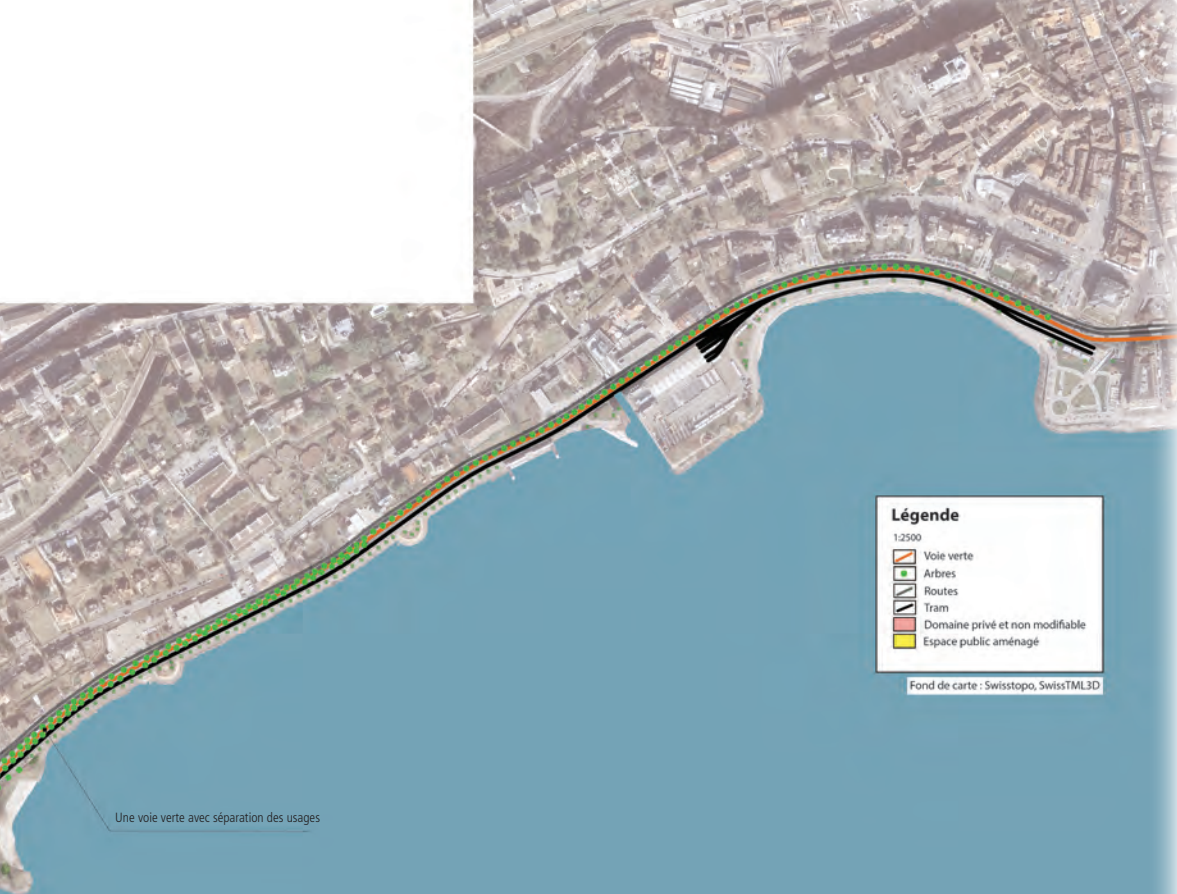 Légende
1:2500
Voie verte
Arbres
Routes
Tram
Domaine privé et non modifiable
Espace public aménagé
Fond de carte : Swisstopo, SwissTML3D
Une voie verte avec séparation des usages